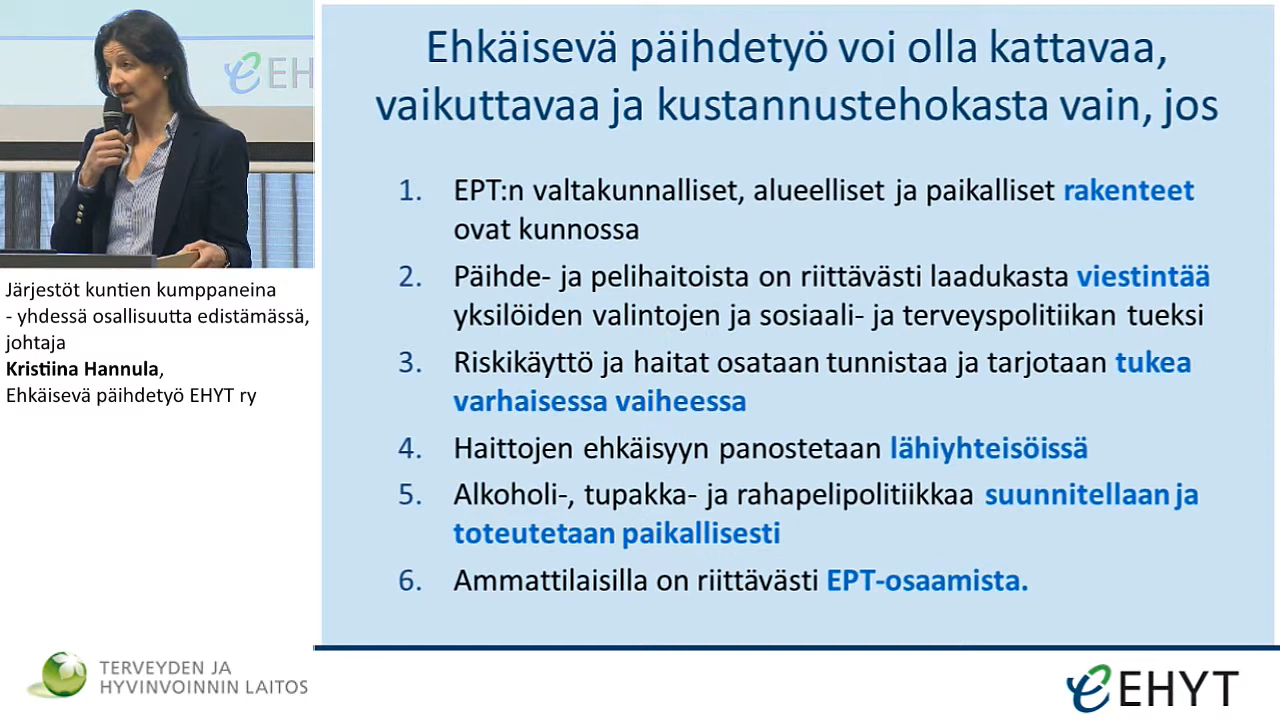 EH
Järjestöt kuntien kumppaneina
- yhdessä osallisuutta edistämässä,
johtaja
Kristiina Hannula,
Ehkäisevä päihdetyö EHYT ry
TERVEYDEN JA
HYVINVOINNIN LAITOS
Ehkäisevä päihdetyö voi olla kattavaa,
vaikuttavaa ja kustannustehokasta vain, jos
1. EPT:n valtakunnalliset, alueelliset ja paikalliset rakenteet
ovat kunnossa
2. Päihde- ja pelihaitoista on riittävästi laadukasta viestintää
yksilöiden valintojen ja sosiaali- ja terveyspolitiikan tueksi
3. Riskikäyttö ja haitat osataan tunnistaa ja tarjotaan tukea
varhaisessa vaiheessa
4. Haittojen ehkäisyyn panostetaan lähiyhteisöissä
5. Alkoholi-, tupakka- ja rahapelipolitiikkaa suunnitellaan ja
toteutetaan paikallisesti
6. Ammattilaisilla on riittävästi EPT-osaamista.
EHYT